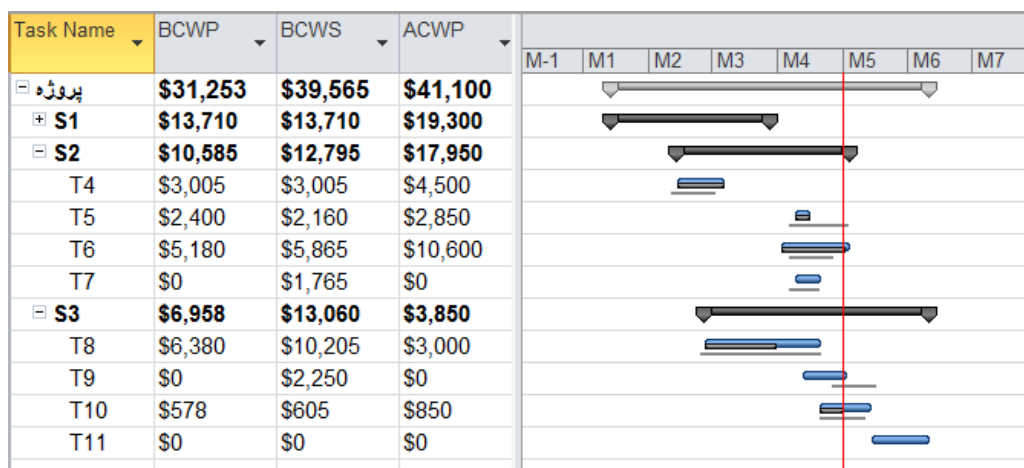 Task Name BCWP BCWS ACWP
M-1 M1 M2 M3 M4 M5 M6 M7
پروژه $31,253 $39,565 $41,100
S1 $13,710 $13,710 $19,300
S2 $10,585 $12,795 $17,950
T4 $3,005 $3,005 $4,500
T5 $2,400 $2,160 $2,850
T6 $5,180 $5,865 $10,600
T7 $0 $1,765 $0
S3 $6,958 $13,060 $3,850
T8 $6,380 $10,205 $3,000
T9 $0 $2,250 $0
T10 $578 $605 $850
T11 $0 $0 $0